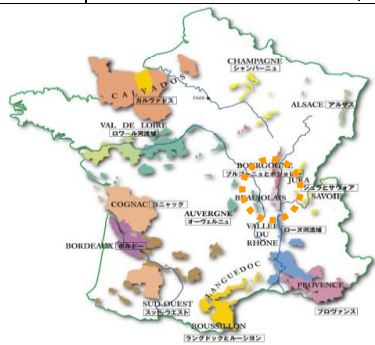 CHAMPAGNE
シャンパーニュ
CALVADOS
カルヴァドス
PARIS
ALSACE アルザス
VAL DE LOIRE
ロワール河流域
BOURGOGNE
ブルゴーニュとボジョレー
JURA
ジュラとサヴォア
SAVOIE
BEAUJOLAIS
COGNAC コニャック
AUVERGNE
オーヴェルニュ
VALLÉE
DU
RHÔNE
ローヌ河流域
BORDEAUX ボルドー
LANGUEDOC
PROVENCE
プロヴァンス
SUD-OUEST
スッド・ウエスト
ROUSSILLON
ラングドックとルーション